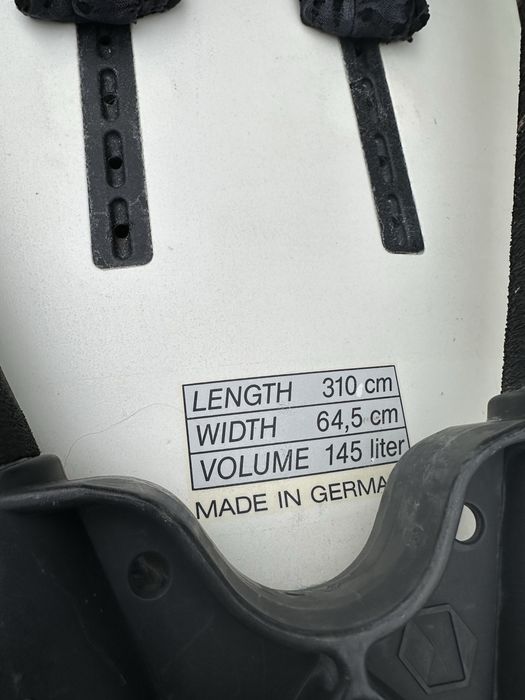 LENGTH 310 cm
WIDTH 64,5 cm
VOLUME 145 liter
MADE IN GERMA